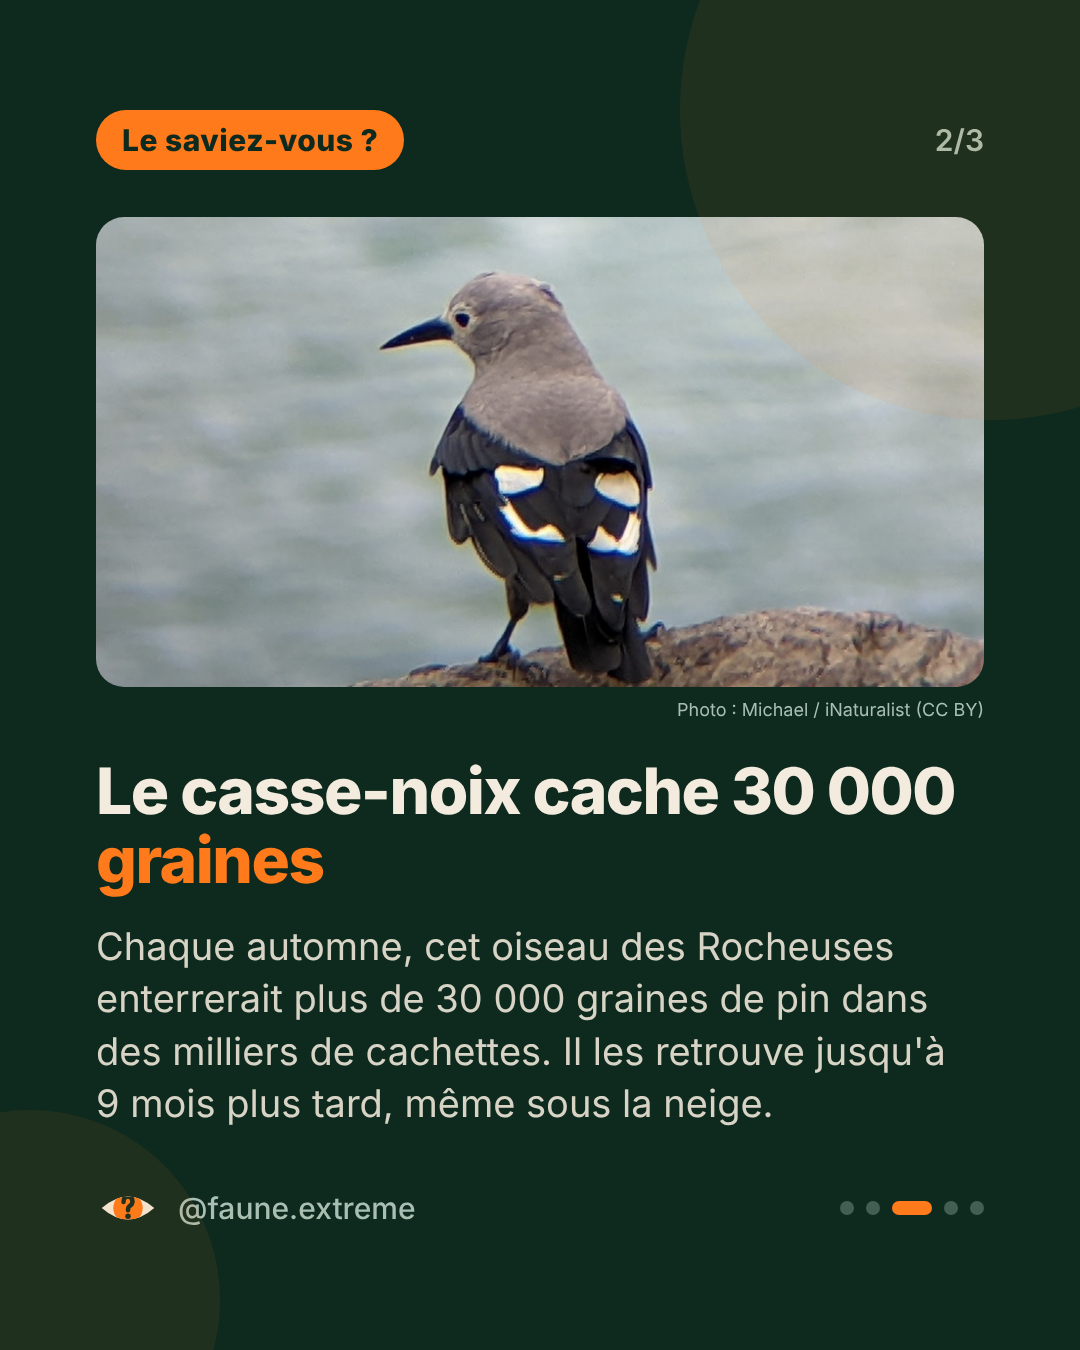 Le saviez-vous ?
2/3
Photo : Michael / iNaturalist (CC BY)
Le casse-noix cache 30 000
graines
Chaque automne, cet oiseau des Rocheuses
enterrerait plus de 30 000 graines de pin dans
des milliers de cachettes. Il les retrouve jusqu'à
9 mois plus tard, même sous la neige.
?
@faune.extreme